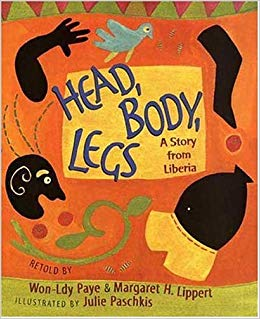 HEAD,
BODY,
LEGS
A Story
from
Liberia
RETOLD BY
Won-Ldy Paye & Margaret H. Lippert
ILLUSTRATED BY Julie Paschkis